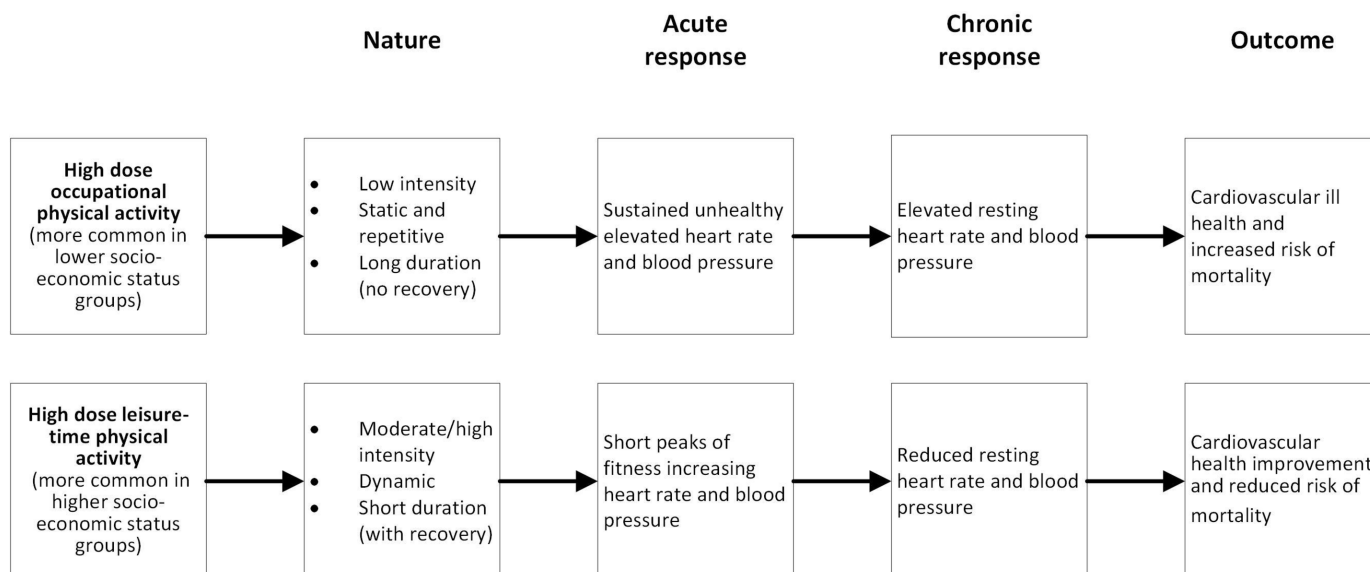 Nature
Acute
response
Chronic
response
Outcome
High dose
occupational
physical activity
(more common in
lower socio-
economic status
groups)
• Low intensity
• Static and
repetitive
• Long duration
(no recovery)
Sustained unhealthy
elevated heart rate
and blood pressure
Elevated resting
heart rate and blood
pressure
Cardiovascular ill
health and
increased risk of
mortality
High dose leisure-
time physical
activity
(more common in
higher socio-
economic status
groups)
• Moderate/high
intensity
• Dynamic
• Short duration
(with recovery)
Short peaks of
fitness increasing
heart rate and blood
pressure
Reduced resting
heart rate and blood
pressure
Cardiovascular
health improvement
and reduced risk of
mortality